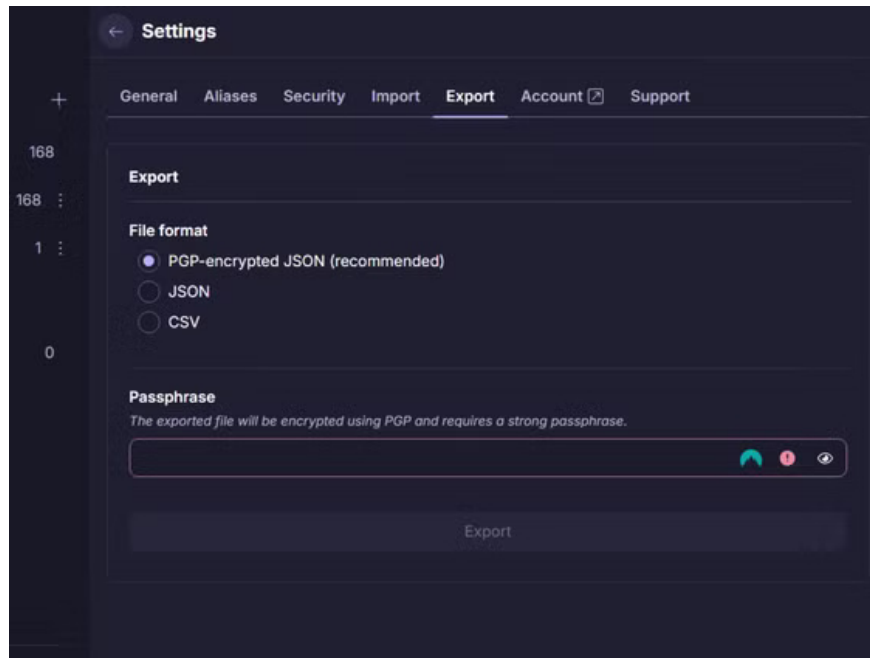 Settings
General Aliases Security Import Export Account Support
168
168
1
0
Export
File format
PGP-encrypted JSON (recommended)
JSON
CSV
Passphrase
The exported file will be encrypted using PGP and requires a strong passphrase.
Export